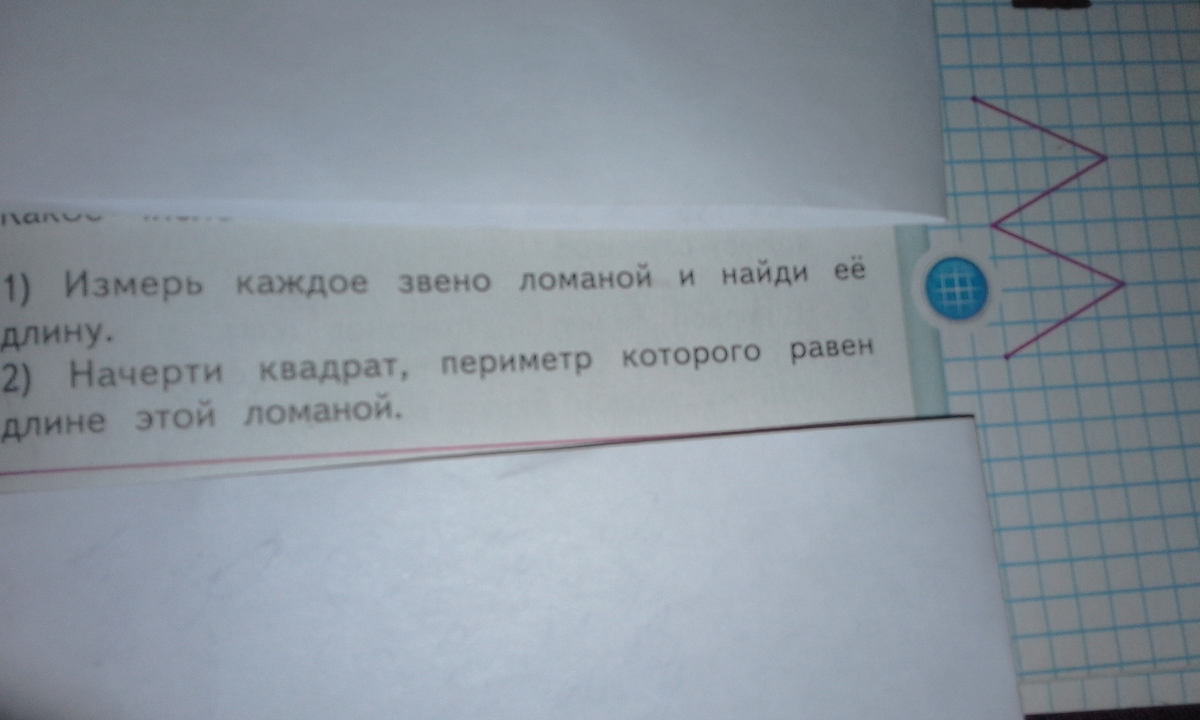 1) Измерь каждое звено ломаной и найди её
длину.
2) Начерти квадрат, периметр которого равен
длине этой ломаной.